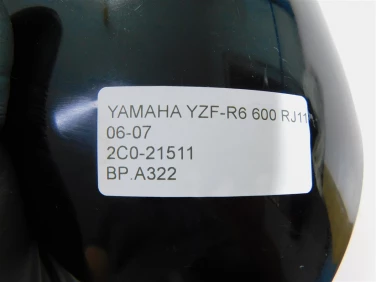 YAMAHA YZF-R6 600 RJ11
06-07
2C0-21511
BP.A322